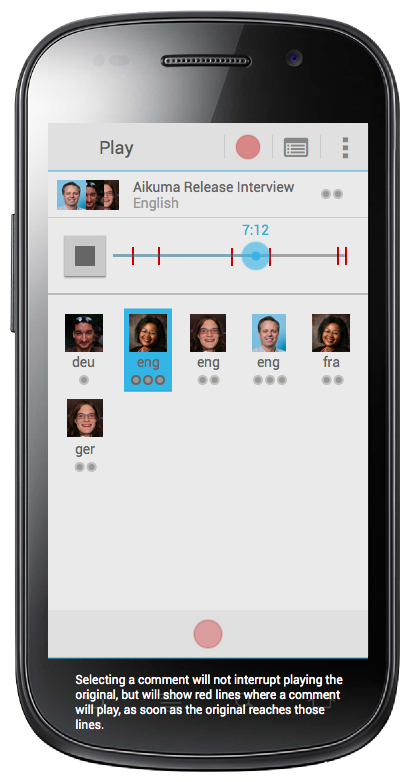 Play
Aikuma Release Interview
English
7:12
deu
eng
eng
eng
fra
ger
Selecting a comment will not interrupt playing the
original, but will show red lines where a comment
will play, as soon as the original reaches those
lines.